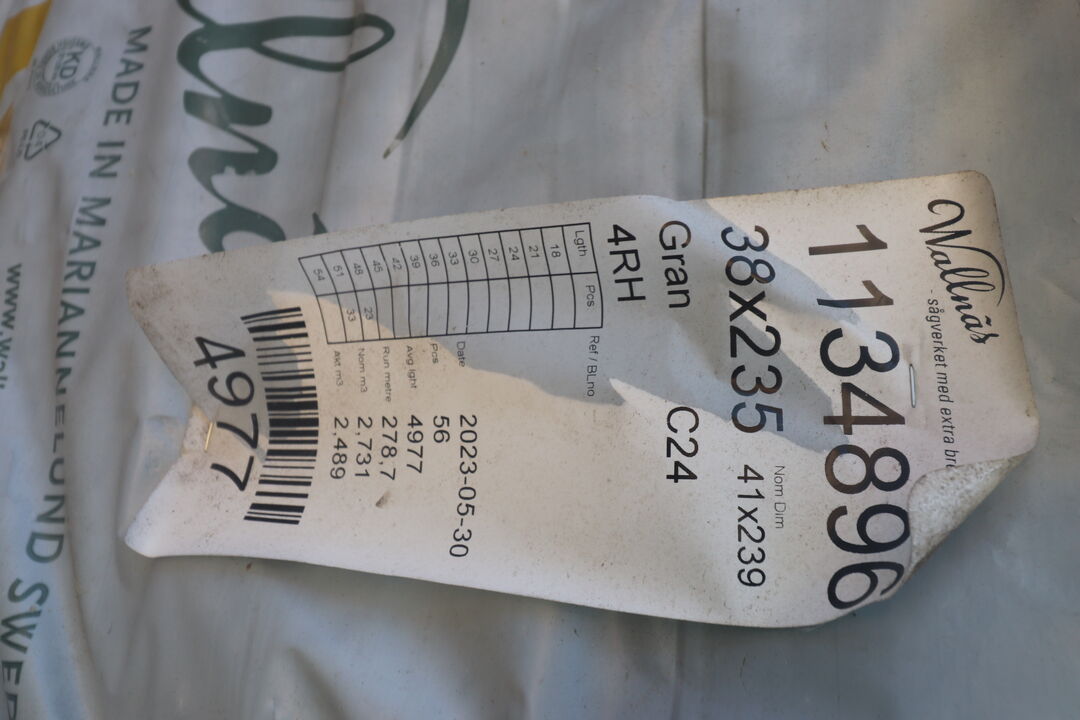 Wallnäs
- sågverket med extra
1134896
Nom Dim
38x235 41x239
Gran C24
4RH
Ref / BLno
Lgth Pcs
18
21
24
27
30
33
36
39
42
45 23
48 33
51
54
Date 2023-05-30
Pcs 56
Avg lght 4977
Run metre 278,7
Nom m3 2,731
Akt m3 2,489
4977
KD
MADE IN MARIANNELUND SWED